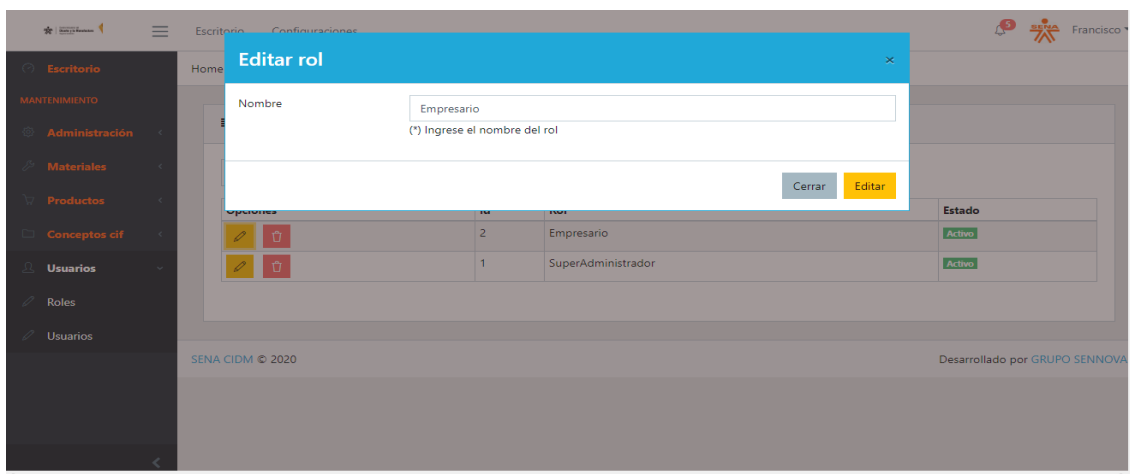 Escritorio Configuraciones 5 SENA Francisco
Escritorio
Home
Editar rol ×
MANTENIMIENTO
Nombre Empresario
(*) Ingrese el nombre del rol
Administración
Materiales
Cerrar Editar
Productos
Opciones Id Rol Estado
Conceptos cif
2 Empresario Activo
Usuarios
1 SuperAdministrador Activo
Roles
Usuarios
SENA CIDM © 2020 Desarrollado por GRUPO SENNOVA